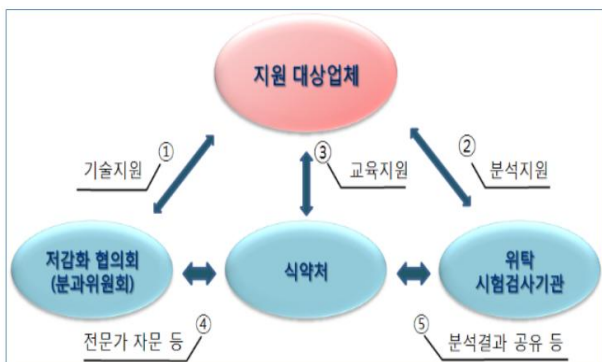 지원 대상업체
①
③
②
기술지원
교육지원
분석지원
저감화 협의회
(분과위원회)
식약처
위탁
시험검사기관
④
⑤
전문가 자문 등
분석결과 공유 등